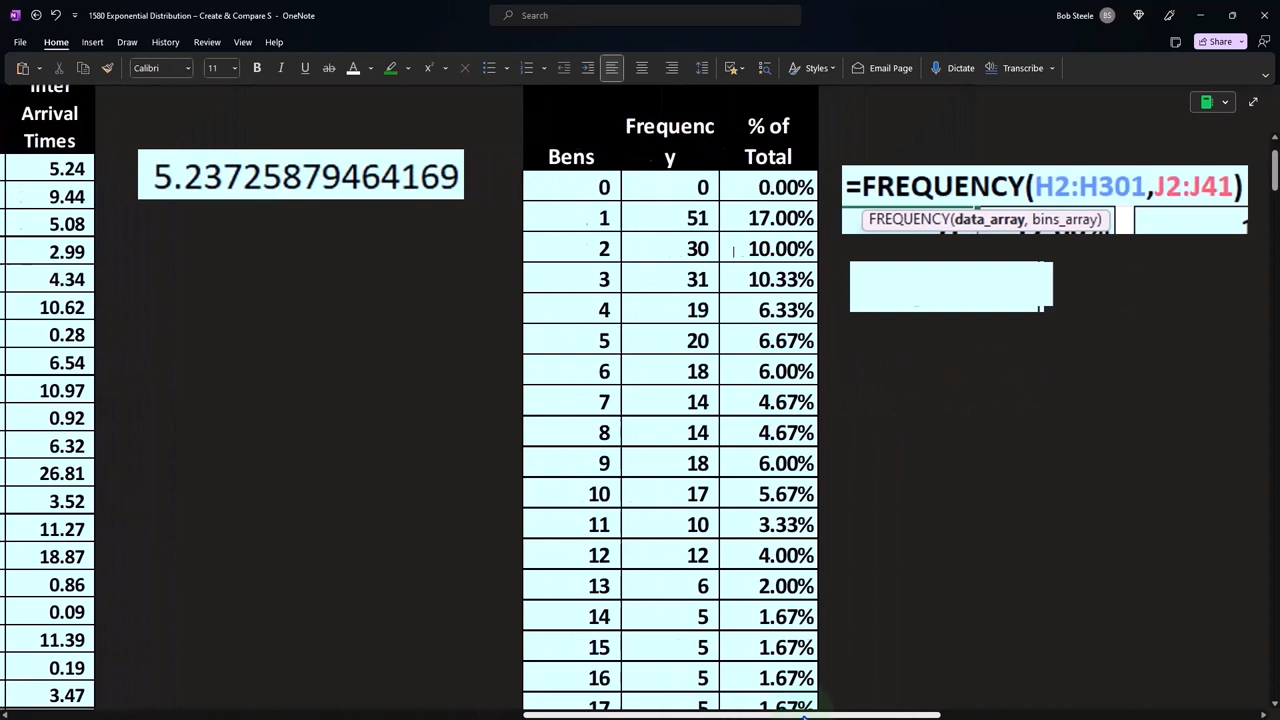 1580 Exponential Distribution – Create & Compare S - OneNote
Search
Bob Steele
BS
File Home Insert Draw History Review View Help
Share
Calibri 11 B I U ab A x
Styles Email Page Dictate Transcribe
Inter
Arrival
Times
5.24
9.44
5.08
2.99
4.34
10.62
0.28
6.54
10.97
0.92
6.32
26.81
3.52
11.27
18.87
0.86
0.09
11.39
0.19
3.47
5.23725879464169
Bens Frequenc y % of Total
0 0 0.00%
1 51 17.00%
2 30 10.00%
3 31 10.33%
4 19 6.33%
5 20 6.67%
6 18 6.00%
7 14 4.67%
8 14 4.67%
9 18 6.00%
10 17 5.67%
11 10 3.33%
12 12 4.00%
13 6 2.00%
14 5 1.67%
15 5 1.67%
16 5 1.67%
17 5 1.67%
=FREQUENCY(H2:H301,J2:J41)
FREQUENCY(data_array, bins_array)